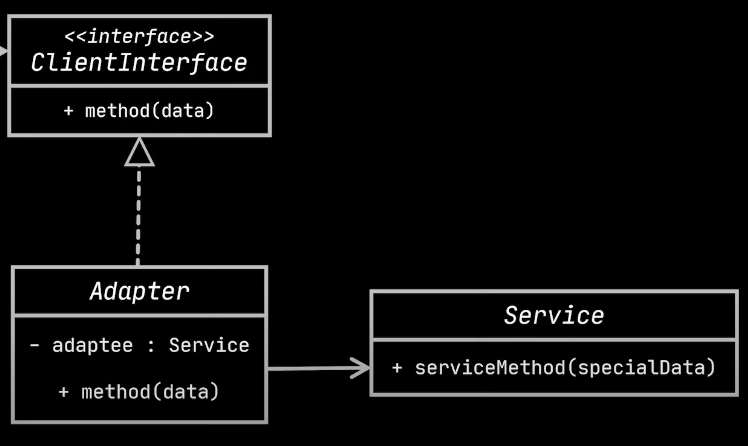 <<interface>>
ClientInterface
+ method(data)
Adapter
- adaptee : Service
+ method(data)
Service
+ serviceMethod(specialData)